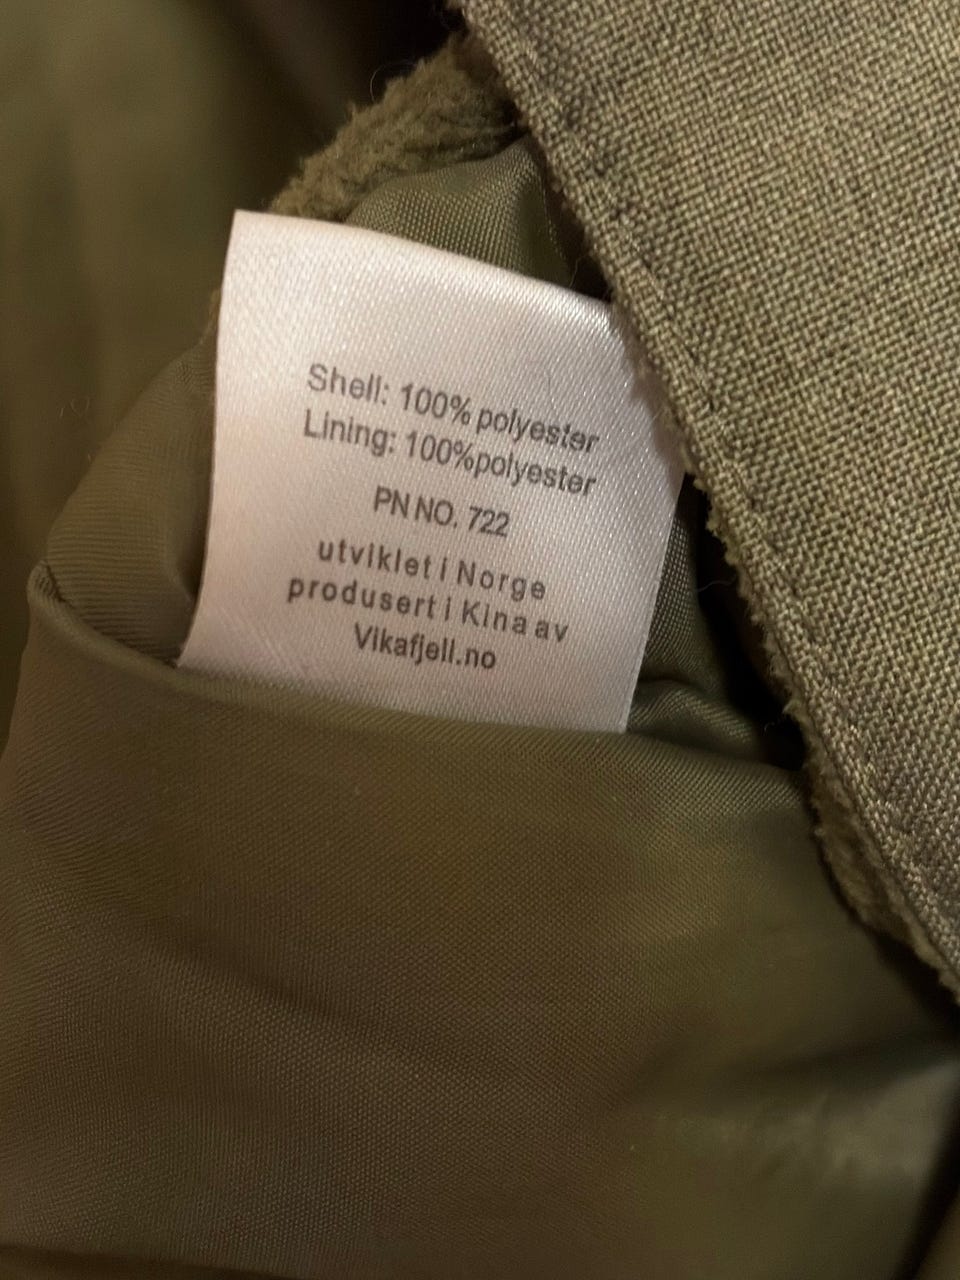 Shell: 100% polyester
Lining: 100%polyester
PN NO. 722
utviklet i Norge
produsert i Kina av
Vikafjell.no